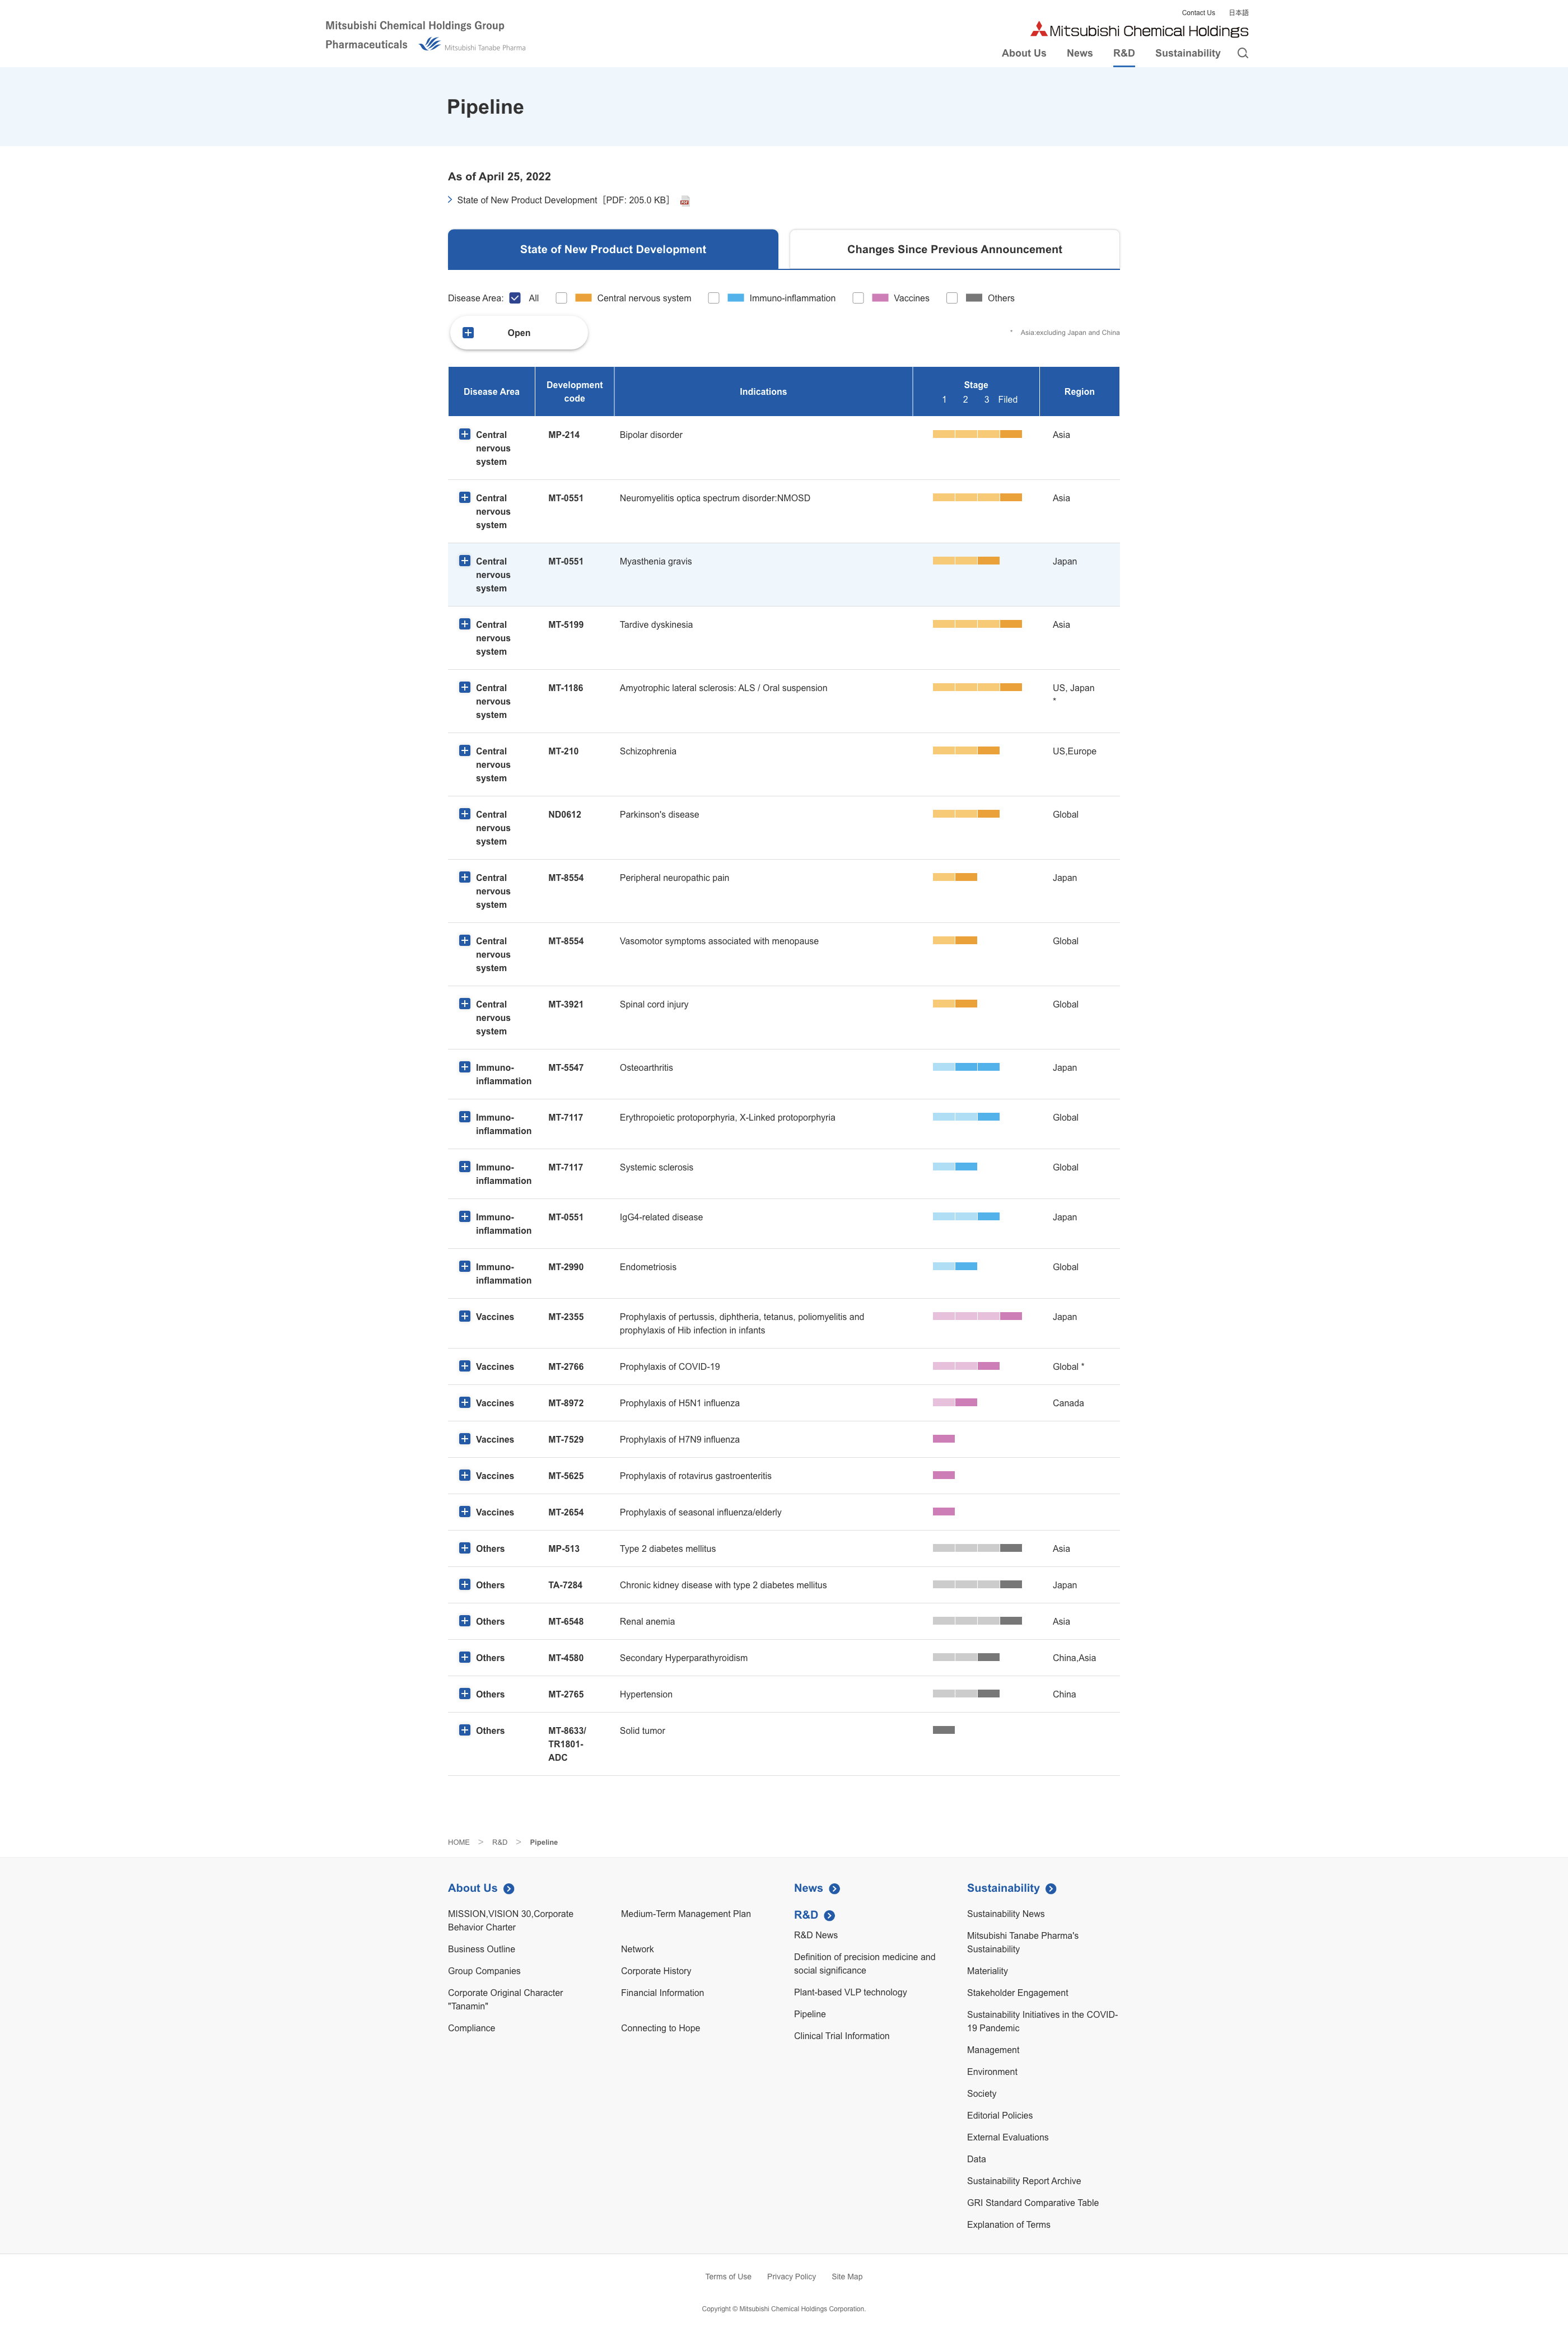 Contact Us 日本語
Mitsubishi Chemical Holdings Group
Mitsubishi Chemical Holdings
Pharmaceuticals Mitsubishi Tanabe Pharma
About Us News R&D Sustainability
Pipeline
As of April 25, 2022
State of New Product Development [PDF: 205.0 KB] PDF
State of New Product Development Changes Since Previous Announcement
Disease Area: All Central nervous system Immuno-inflammation Vaccines Others
Open
* Asia:excluding Japan and China
Disease Area Development code Indications Stage 1 2 3 Filed Region
Central nervous system MP-214 Bipolar disorder Asia
Central nervous system MT-0551 Neuromyelitis optica spectrum disorder:NMOSD Asia
Central nervous system MT-0551 Myasthenia gravis Japan
Central nervous system MT-5199 Tardive dyskinesia Asia
Central nervous system MT-1186 Amyotrophic lateral sclerosis: ALS / Oral suspension US, Japan *
Central nervous system MT-210 Schizophrenia US,Europe
Central nervous system ND0612 Parkinson's disease Global
Central nervous system MT-8554 Peripheral neuropathic pain Japan
Central nervous system MT-8554 Vasomotor symptoms associated with menopause Global
Central nervous system MT-3921 Spinal cord injury Global
Immuno-inflammation MT-5547 Osteoarthritis Japan
Immuno-inflammation MT-7117 Erythropoietic protoporphyria, X-Linked protoporphyria Global
Immuno-inflammation MT-7117 Systemic sclerosis Global
Immuno-inflammation MT-0551 IgG4-related disease Japan
Immuno-inflammation MT-2990 Endometriosis Global
Vaccines MT-2355 Prophylaxis of pertussis, diphtheria, tetanus, poliomyelitis and prophylaxis of Hib infection in infants Japan
Vaccines MT-2766 Prophylaxis of COVID-19 Global *
Vaccines MT-8972 Prophylaxis of H5N1 influenza Canada
Vaccines MT-7529 Prophylaxis of H7N9 influenza
Vaccines MT-5625 Prophylaxis of rotavirus gastroenteritis
Vaccines MT-2654 Prophylaxis of seasonal influenza/elderly
Others MP-513 Type 2 diabetes mellitus Asia
Others TA-7284 Chronic kidney disease with type 2 diabetes mellitus Japan
Others MT-6548 Renal anemia Asia
Others MT-4580 Secondary Hyperparathyroidism China,Asia
Others MT-2765 Hypertension China
Others MT-8633/ TR1801-ADC Solid tumor
HOME > R&D > Pipeline
About Us
MISSION,VISION 30,Corporate Behavior Charter
Medium-Term Management Plan
Business Outline
Network
Group Companies
Corporate History
Corporate Original Character "Tanamin"
Financial Information
Compliance
Connecting to Hope
News
R&D
R&D News
Definition of precision medicine and social significance
Plant-based VLP technology
Pipeline
Clinical Trial Information
Sustainability
Sustainability News
Mitsubishi Tanabe Pharma's Sustainability
Materiality
Stakeholder Engagement
Sustainability Initiatives in the COVID-19 Pandemic
Management
Environment
Society
Editorial Policies
External Evaluations
Data
Sustainability Report Archive
GRI Standard Comparative Table
Explanation of Terms
Terms of Use Privacy Policy Site Map
Copyright © Mitsubishi Chemical Holdings Corporation.